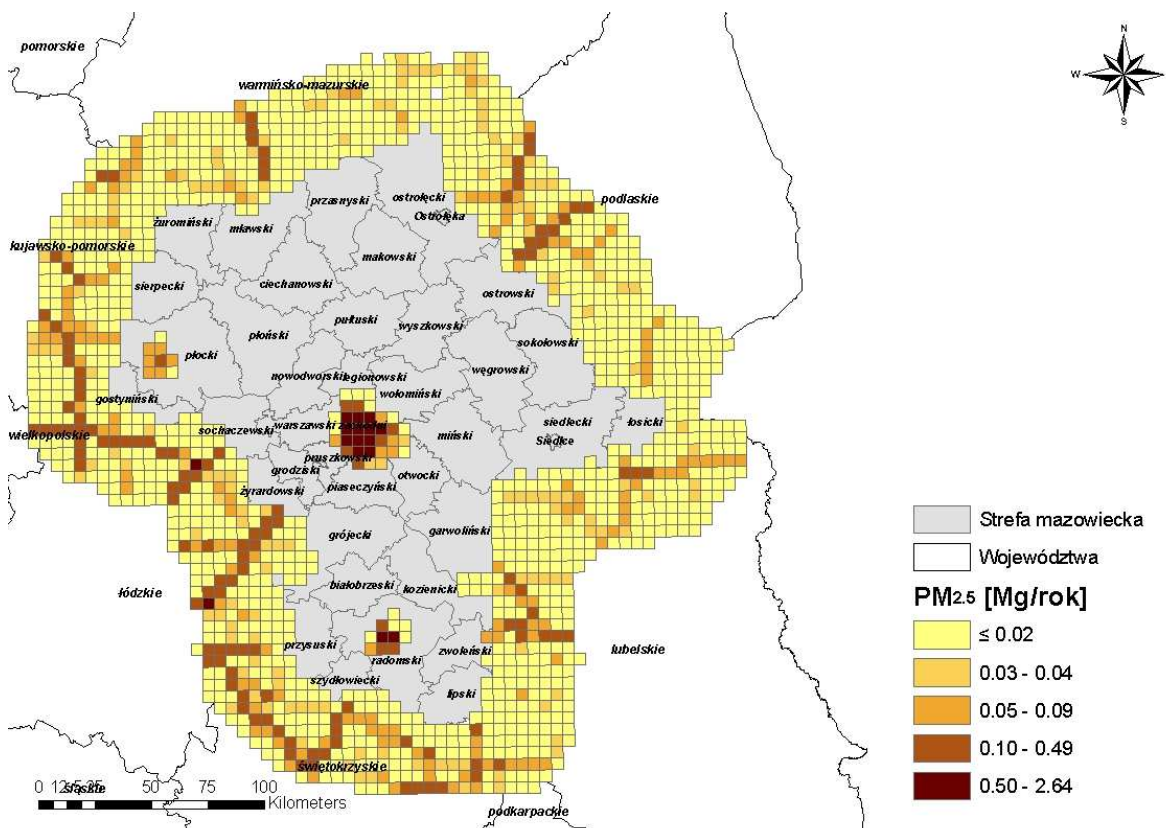 pomorskie
N
W
E
S
warmińsko-mazurskie
podlaskie
przasnyski
ostrołęcki
Ostrołęka
żuromiński
mławski
kujawsko-pomorskie
makowski
sierpecki
ciechanowski
ostrowski
pułtuski
wyszkowski
płoński
sokołowski
płocki
węgrowski
nowodworski
legionowski
gostyniński
wołomiński
wielkopolskie
sochaczewski
warszawski zachodni
miński
siedlecki
Siedlce
łosicki
pruszkowski
grodziski
otwocki
żyrardowski
piaseczyński
grójecki
garwoliński
białobrzeski
kozienicki
łódzkie
przysuski
radomski
zwoleński
lubelskie
szydłowiecki
lipski
świętokrzyskie
śląskie
podkarpackie
0 12.5 25 50 75 100
Kilometers
Strefa mazowiecka
Województwa
PM2.5 [Mg/rok]
≤ 0.02
0.03 - 0.04
0.05 - 0.09
0.10 - 0.49
0.50 - 2.64